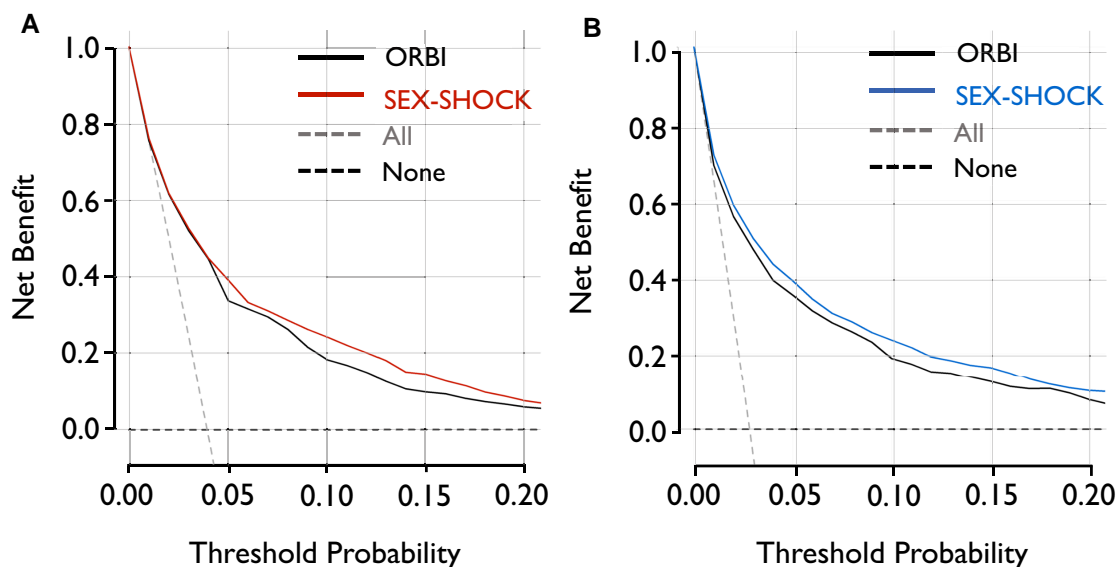 A
ORBI
SEX-SHOCK
All
None
Net Benefit
1.0
0.8
0.6
0.4
0.2
0.0
0.00 0.05 0.10 0.15 0.20
Threshold Probability
B
ORBI
SEX-SHOCK
All
None
Net Benefit
1.0
0.8
0.6
0.4
0.2
0.0
0.00 0.05 0.10 0.15 0.20
Threshold Probability